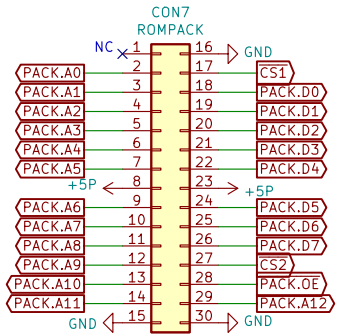 CON7
ROMPACK
NC 1 16 GND
PACK.A0 2 17 CS1
PACK.A1 3 18 PACK.D0
PACK.A2 4 19 PACK.D1
PACK.A3 5 20 PACK.D2
PACK.A4 6 21 PACK.D3
PACK.A5 7 22 PACK.D4
+5P 8 23 +5P
PACK.A6 9 24 PACK.D5
PACK.A7 10 25 PACK.D6
PACK.A8 11 26 PACK.D7
PACK.A9 12 27 CS2
PACK.A10 13 28 PACK.OE
PACK.A11 14 29 PACK.A12
GND 15 30 GND